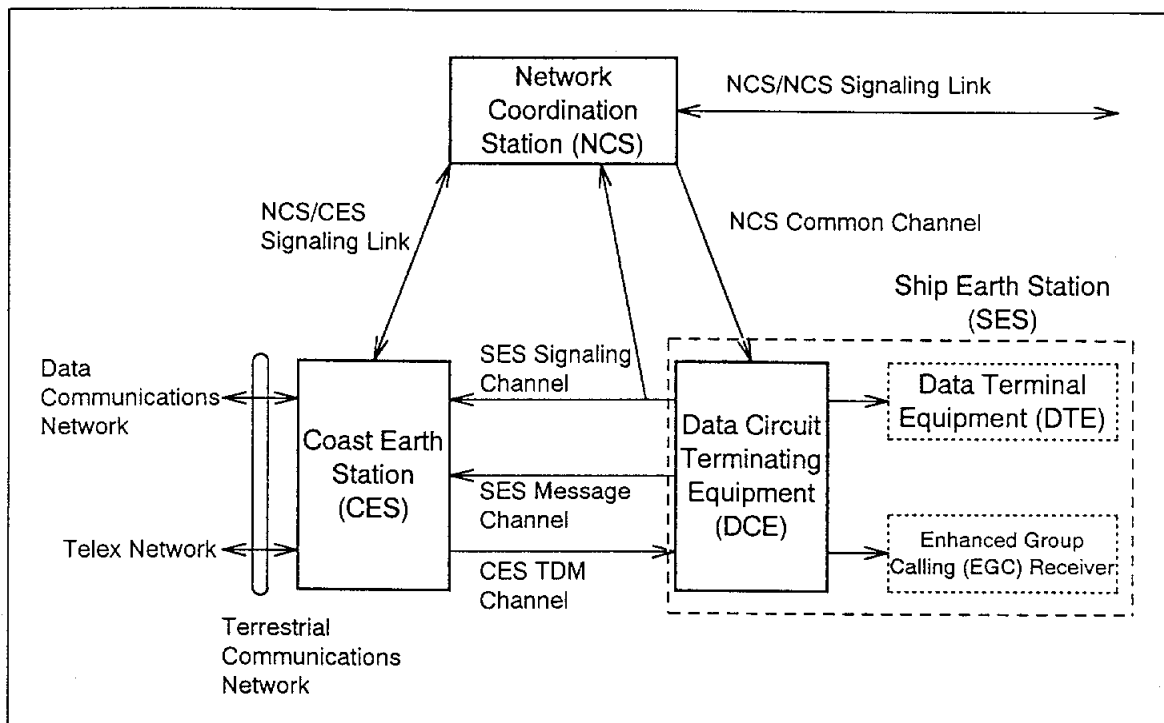 Network
Coordination
Station (NCS)
NCS/NCS Signaling Link
NCS/CES
Signaling Link
NCS Common Channel
Ship Earth Station
(SES)
Data
Communications
Network
SES Signaling
Channel
Data Terminal
Equipment (DTE)
Coast Earth
Station
(CES)
Data Circuit
Terminating
Equipment
(DCE)
SES Message
Channel
Telex Network
Enhanced Group
Calling (EGC) Receiver
CES TDM
Channel
Terrestrial
Communications
Network